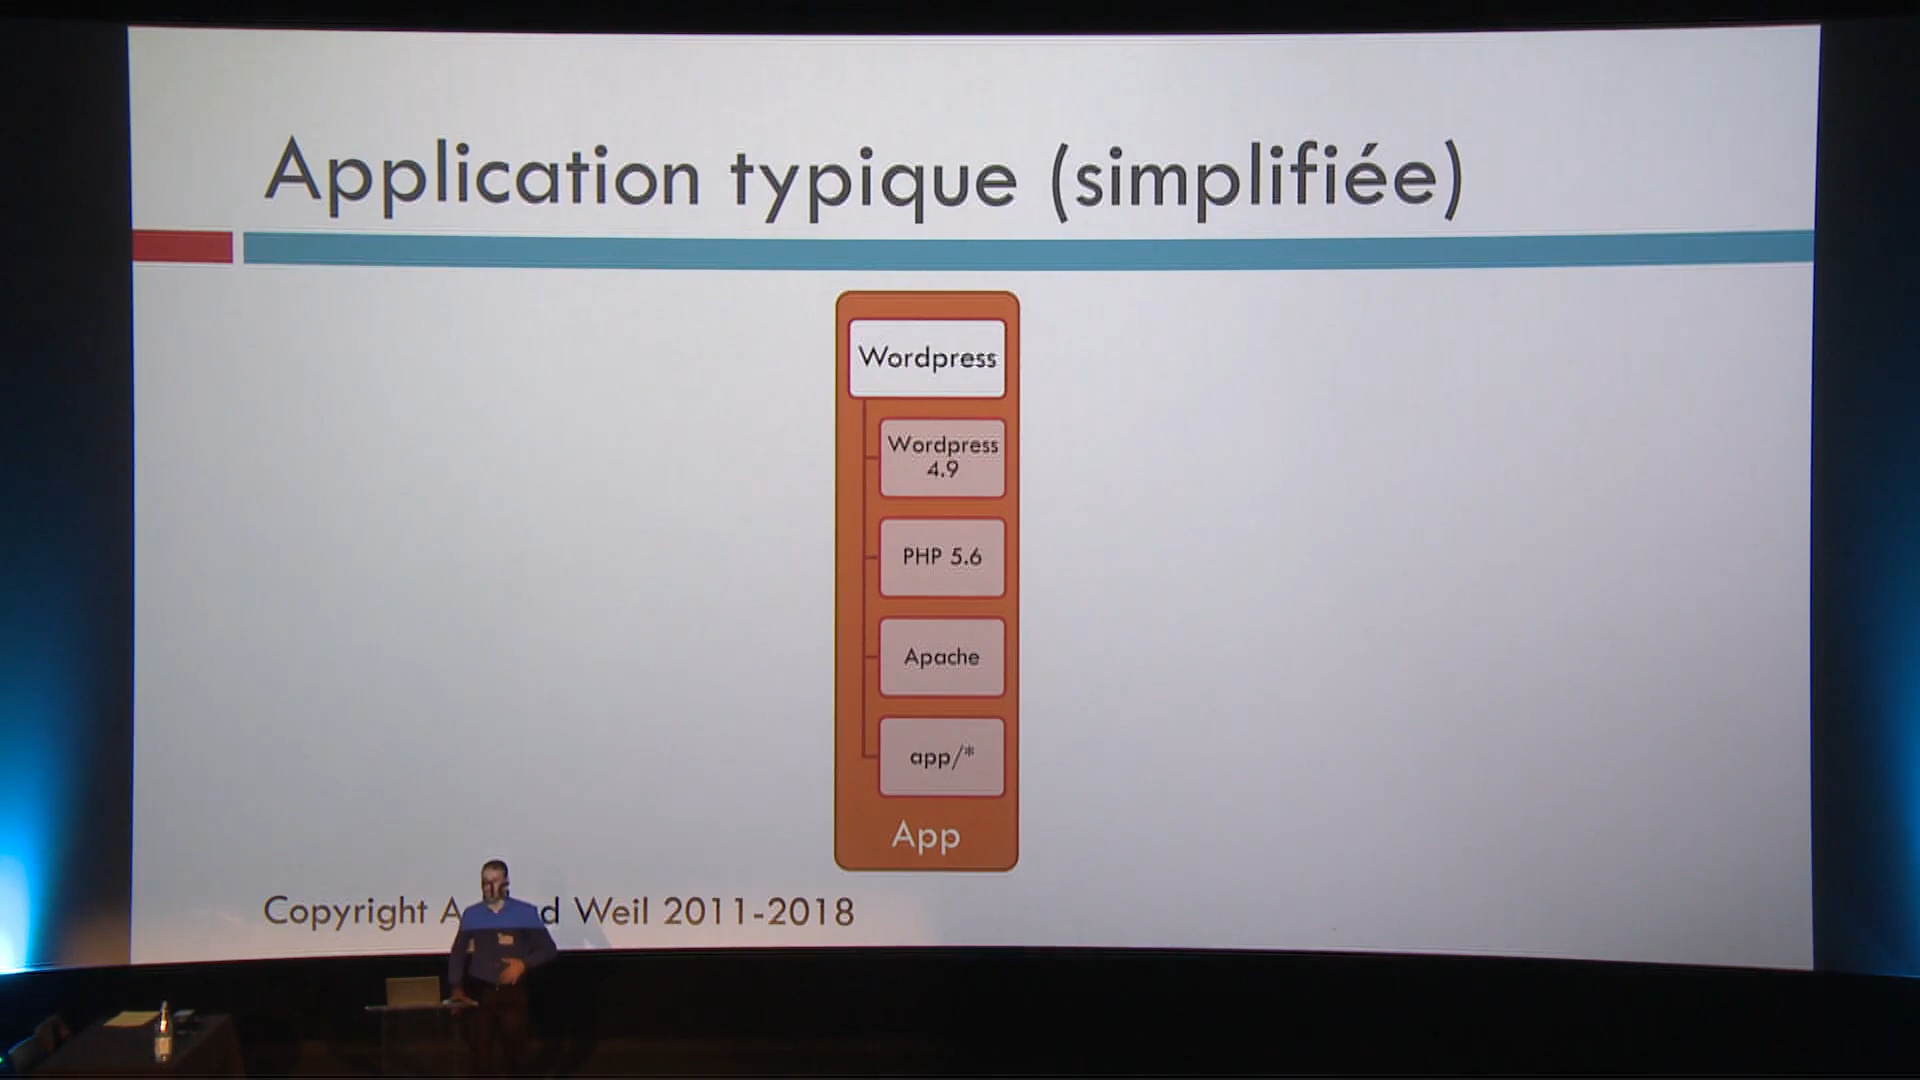 Application typique (simplifiée)
Wordpress
Wordpress
4.9
PHP 5.6
Apache
app/*
App
Copyright Weil 2011-2018